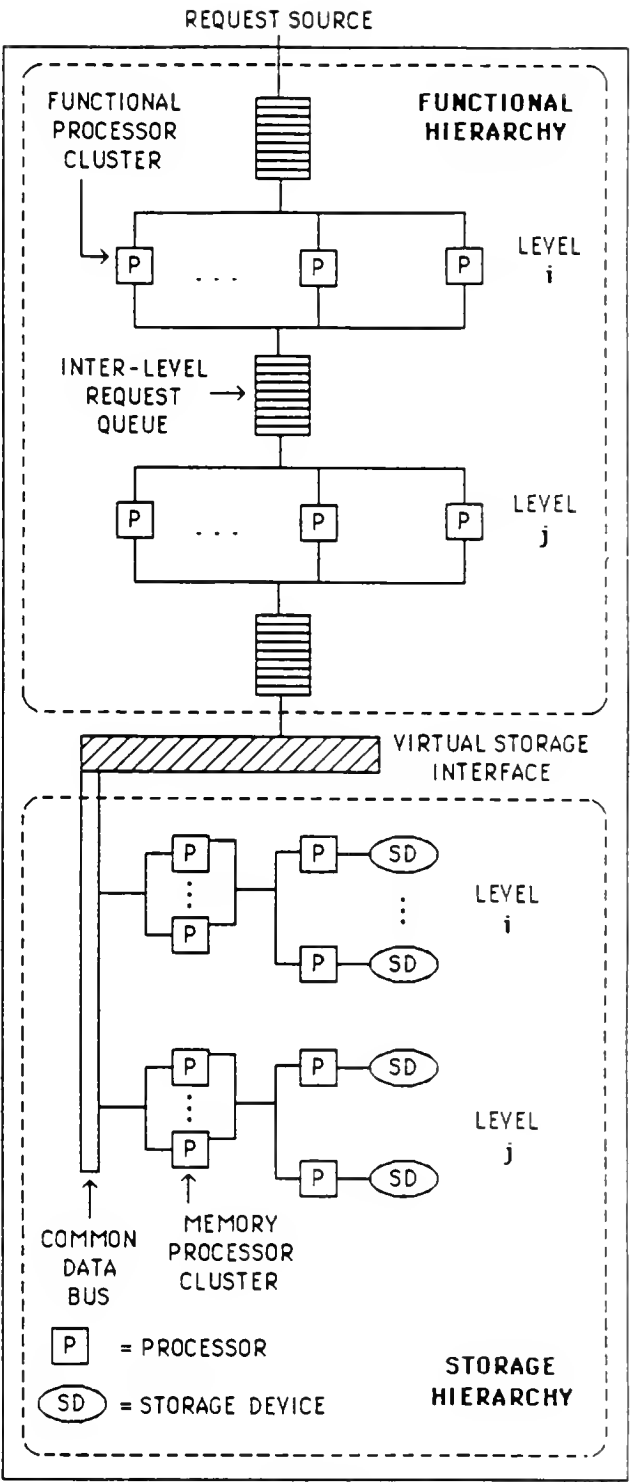 REQUEST SOURCE
FUNCTIONAL
PROCESSOR
CLUSTER
FUNCTIONAL
HIERARCHY
P
. . .
P
P
LEVEL
i
INTER-LEVEL
REQUEST
QUEUE
P
. . .
P
P
LEVEL
j
VIRTUAL STORAGE
INTERFACE
P
P
P
SD
P
SD
LEVEL
i
P
P
P
SD
P
SD
LEVEL
j
COMMON
DATA
BUS
MEMORY
PROCESSOR
CLUSTER
P = PROCESSOR
SD = STORAGE DEVICE
STORAGE
HIERARCHY